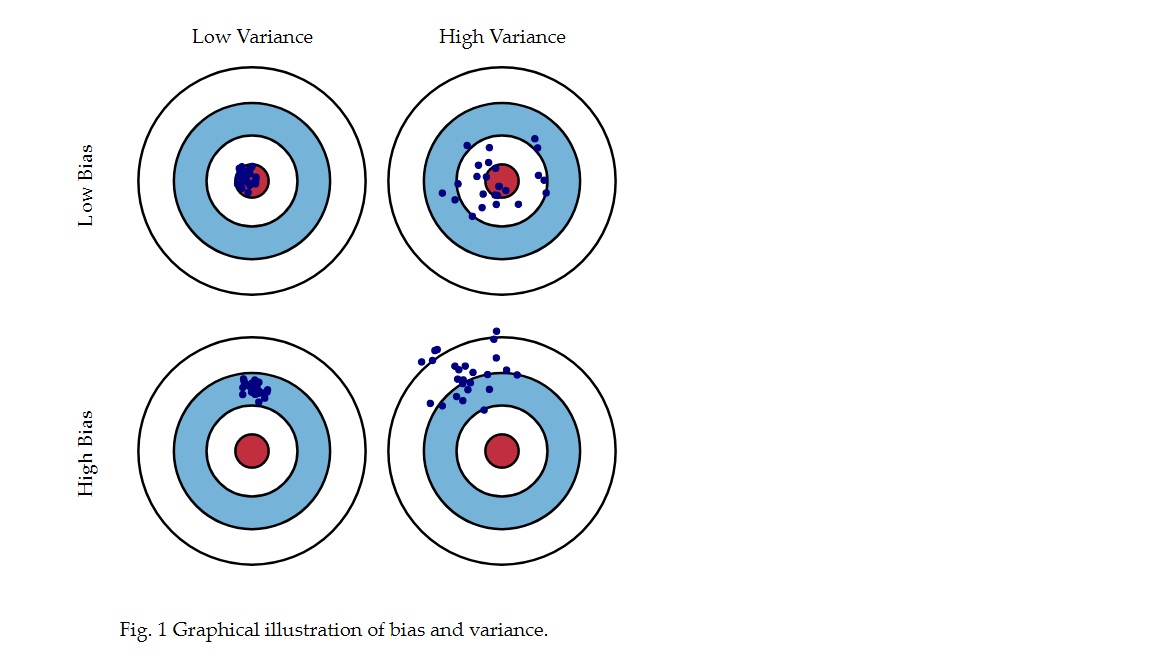 Low Variance
High Variance
Low Bias
High Bias
Fig. 1 Graphical illustration of bias and variance.